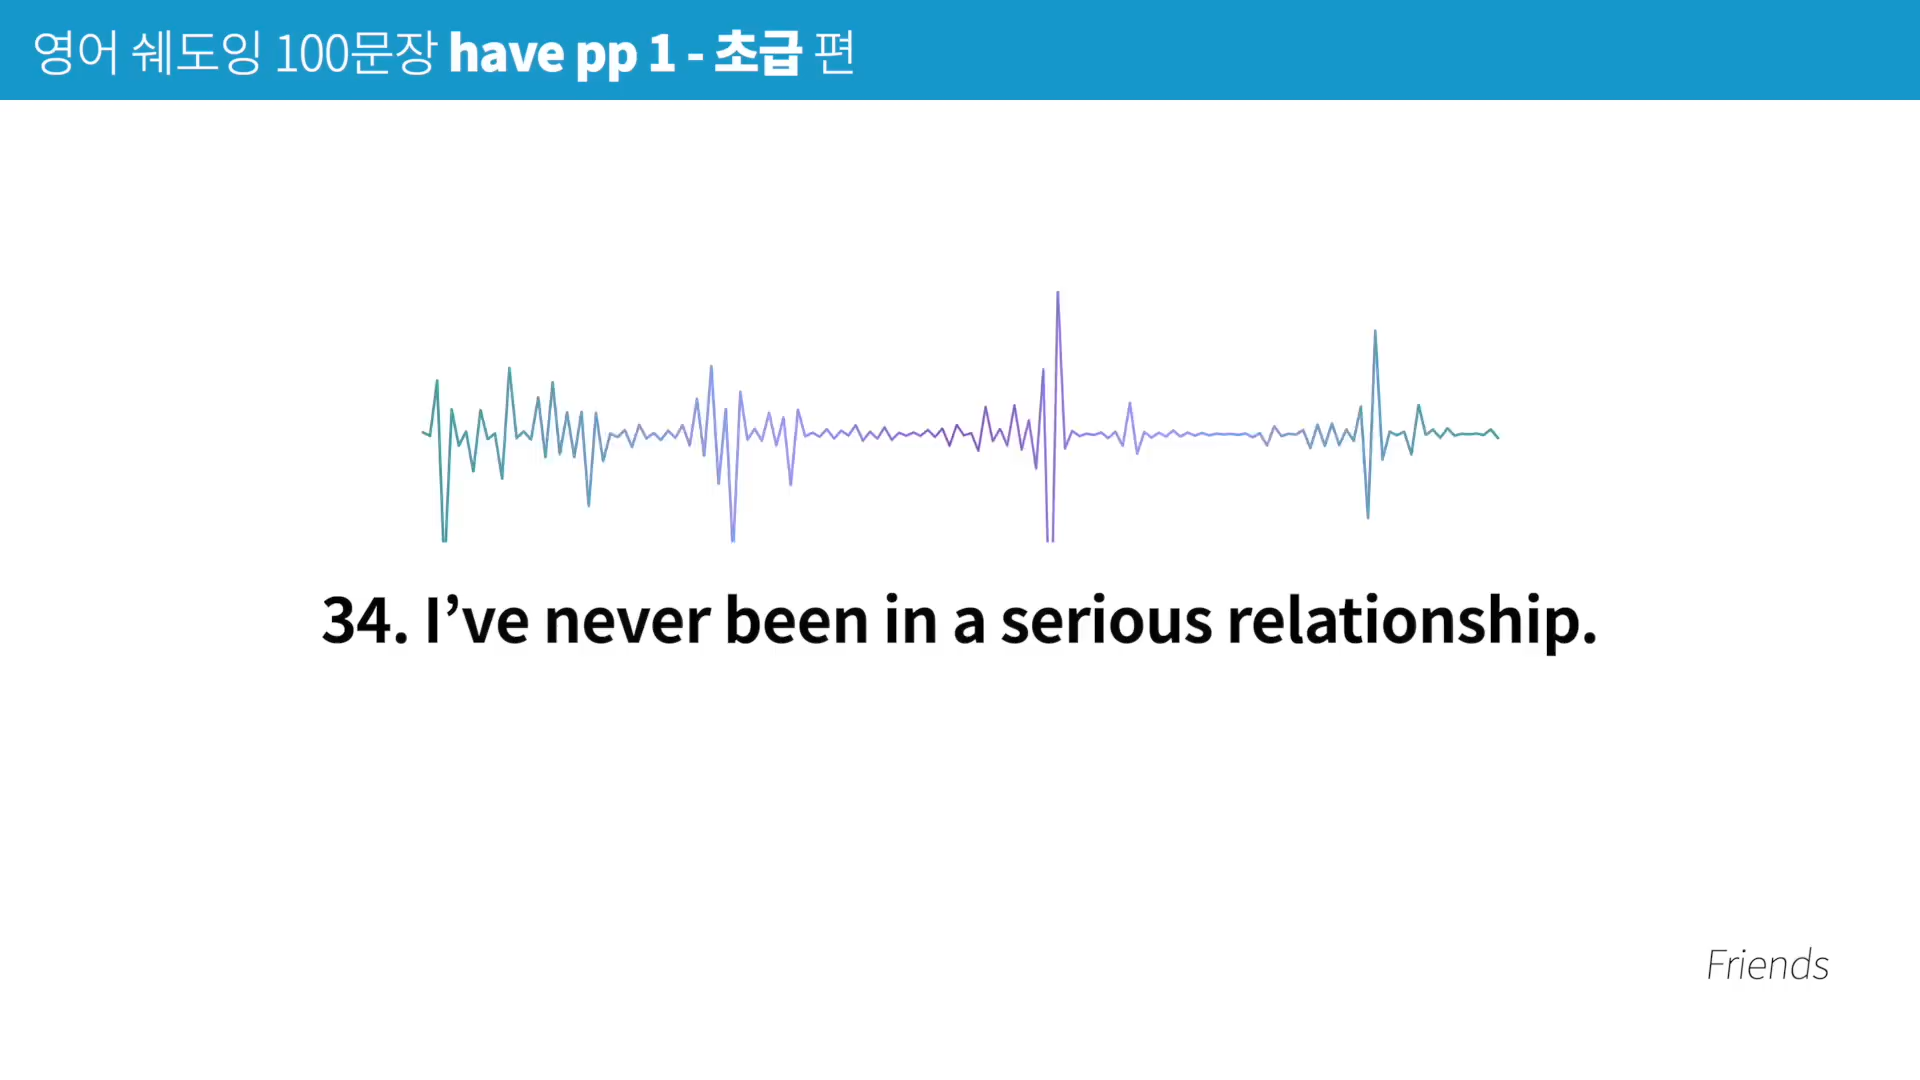 영어 쉐도잉 100문장 have pp 1 - 초급 편
34. I’ve never been in a serious relationship.
Friends